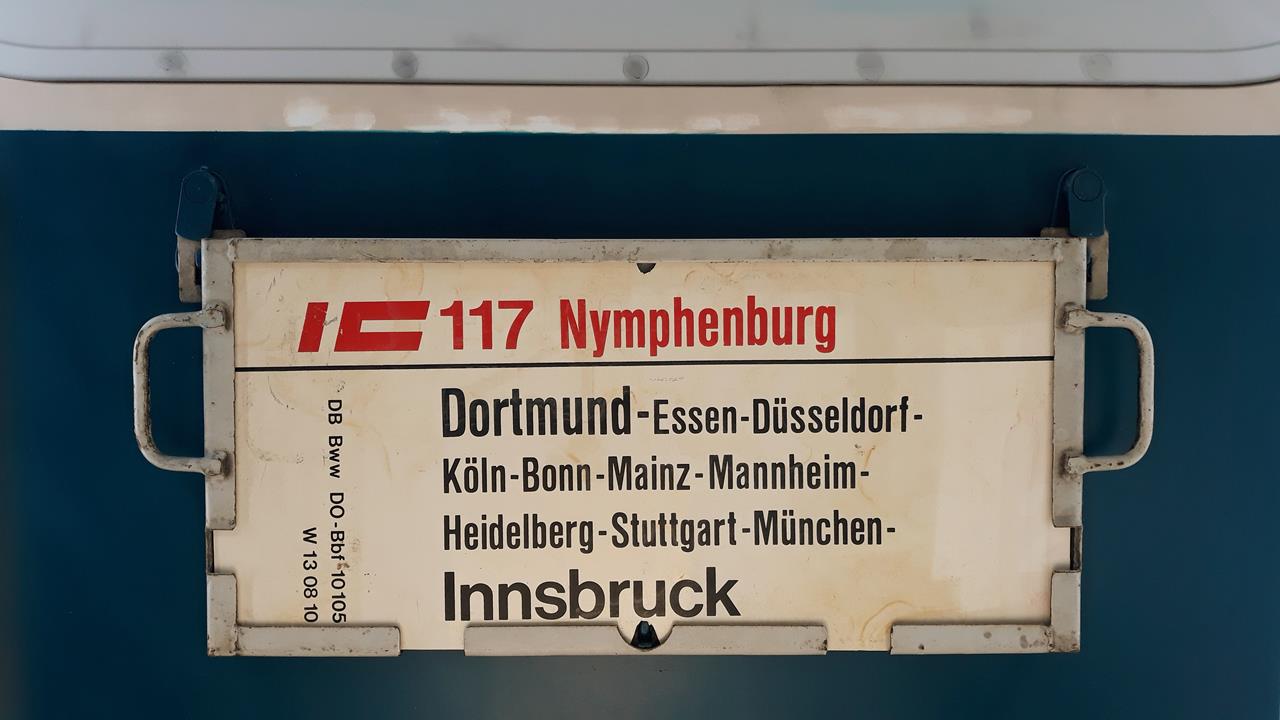 IC 117 Nymphenburg
Dortmund-Essen-Düsseldorf-
Köln-Bonn-Mainz-Mannheim-
Heidelberg-Stuttgart-München-
Innsbruck
DB Bww DO-Bbf 10105
W 13 08 10